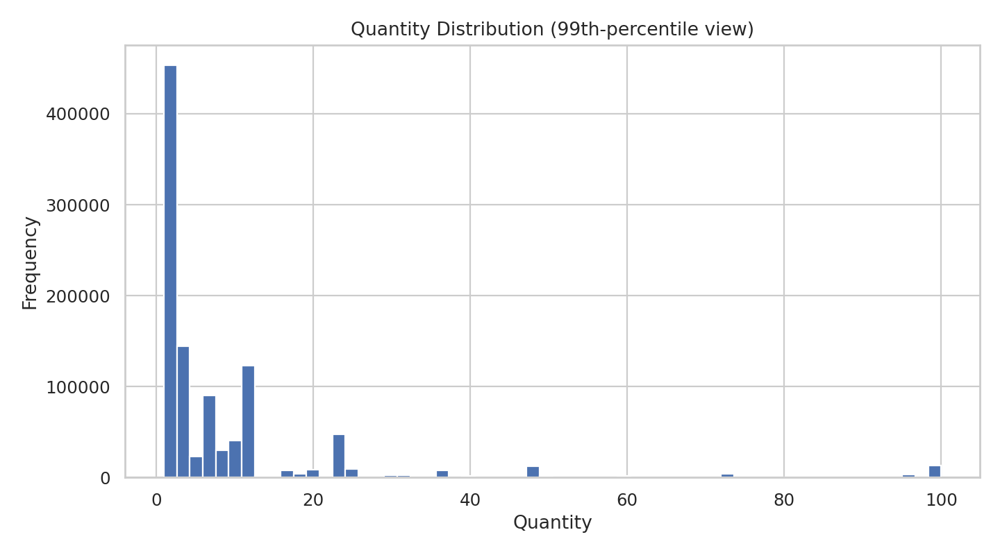 Quantity Distribution (99th-percentile view)
Frequency
400000
300000
200000
100000
0
0 20 40 60 80 100
Quantity